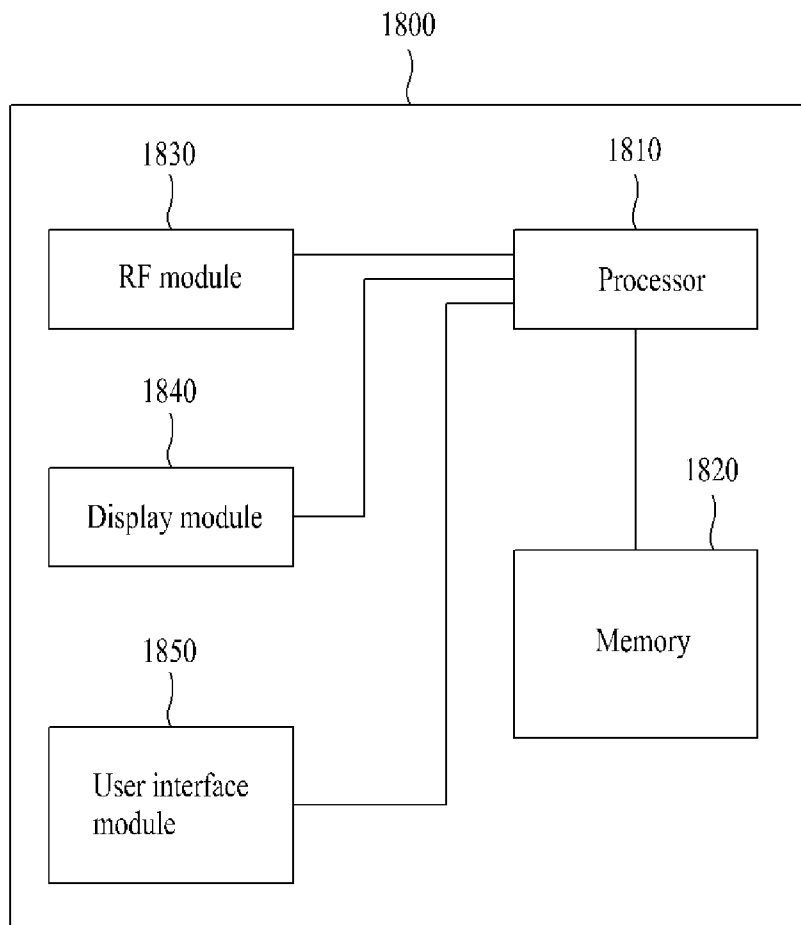 1800
1830
RF module
1810
Processor
1840
Display module
1820
Memory
1850
User interface
module